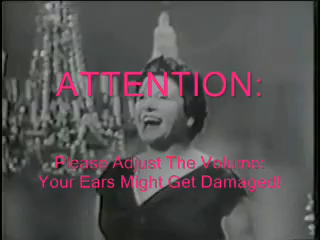 ATTENTION:
Please Adjust The Volume:
Your Ears Might Get Damaged!